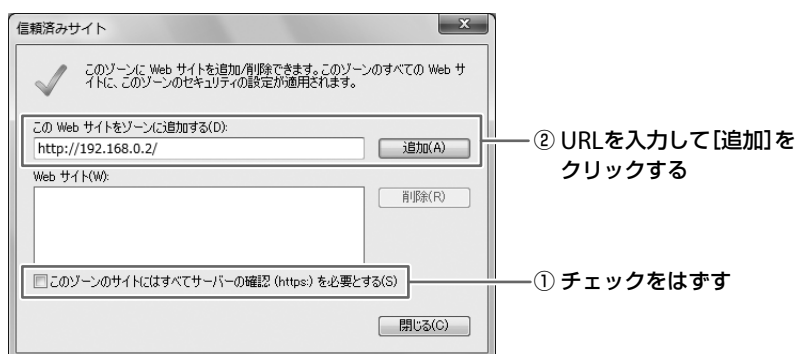 信頼済みサイト
x
このゾーンに Web サイトを追加/削除できます。このゾーンのすべての Web サ
イトに、このゾーンのセキュリティの設定が適用されます。
この Web サイトをゾーンに追加する(D):
http://192.168.0.2/
追加(A)
② URLを入力して[追加]を
クリックする
Web サイト(W):
削除(R)
このゾーンのサイトにはすべてサーバーの確認 (https:) を必要とする(S)
① チェックをはずす
閉じる(C)